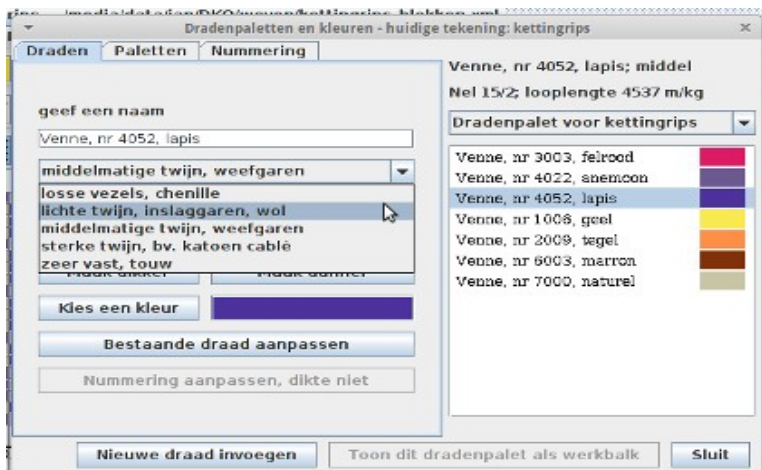 Dradenpaletten en kleuren - huidige tekening: kettingrips
Draden
Paletten
Nummering
geef een naam
Venne, nr 4052, lapis
middelmatige twijn, weefgaren
losse vezels, chenille
lichte twijn, inslaggaren, wol
middelmatige twijn, weefgaren
sterke twijn, bv. katoen cablé
zeer vast, touw
Kies een kleur
Bestaande draad aanpassen
Nummering aanpassen, dikte niet
Venne, nr 4052, lapis; middel
Nel 15/2; looplengte 4537 m/kg
Dradenpalet voor kettingrips
Venne, nr 3003, felrood
Venne, nr 4022, anemoon
Venne, nr 4052, lapis
Venne, nr 1006, geel
Venne, nr 2009, tegel
Venne, nr 6003, marron
Venne, nr 7000, naturel
Nieuwe draad invoegen
Toon dit dradenpalet als werkbalk
Sluit